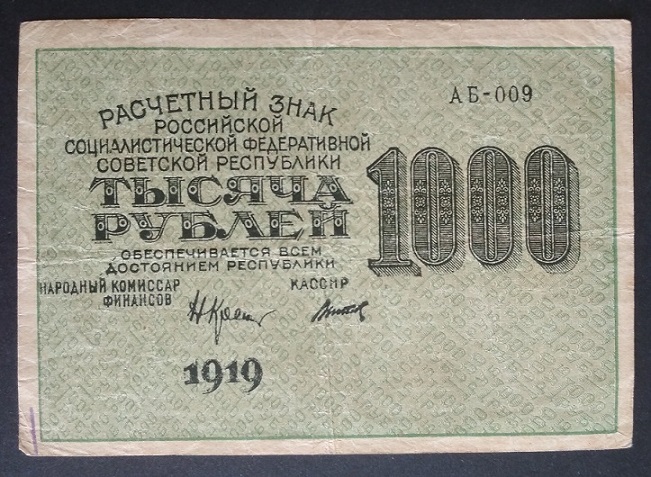 РАСЧЕТНЫЙ ЗНАК
АБ-009
РОССИЙСКОЙ
СОЦИАЛИСТИЧЕСКОЙ ФЕДЕРАТИВНОЙ
СОВЕТСКОЙ РЕСПУБЛИКИ
ТЫСЯЧА
РУБЛЕЙ
1000
ОБЕСПЕЧИВАЕТСЯ ВСЕМ
ДОСТОЯНИЕМ РЕСПУБЛИКИ
НАРОДНЫЙ КОМИССАР
ФИНАНСОВ
КАССИР
1919